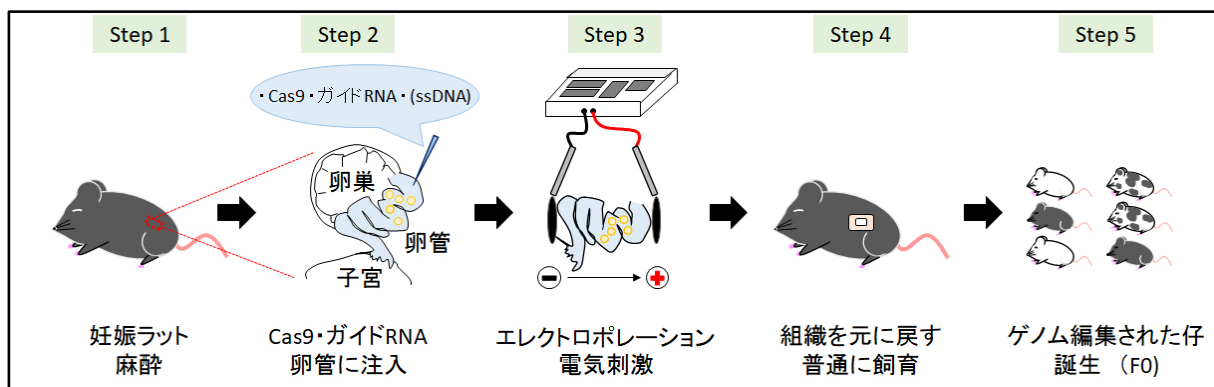 Step 1
Step 2
Step 3
Step 4
Step 5
・Cas9・ガイドRNA・(ssDNA)
卵巣
卵管
子宮
妊娠ラット
麻酔
Cas9・ガイドRNA
卵管に注入
エレクトロポレーション
電気刺激
組織を元に戻す
普通に飼育
ゲノム編集された仔
誕生 (F0)